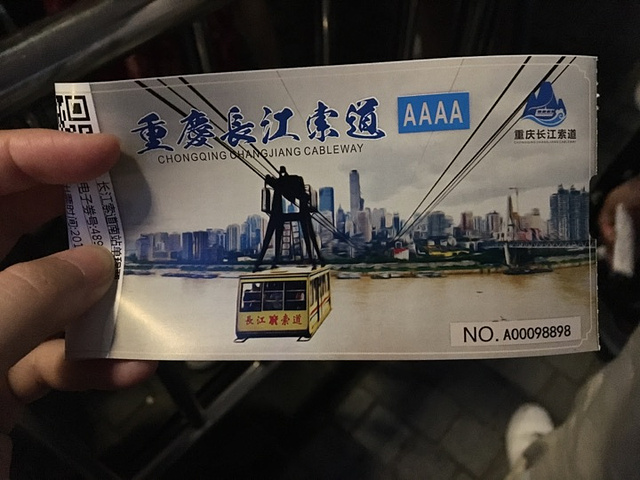 重慶長江索道
CHONGQING CHANGJIANG CABLEWAY
AAAA
重庆长江索道
長江索道
NO. A00098898